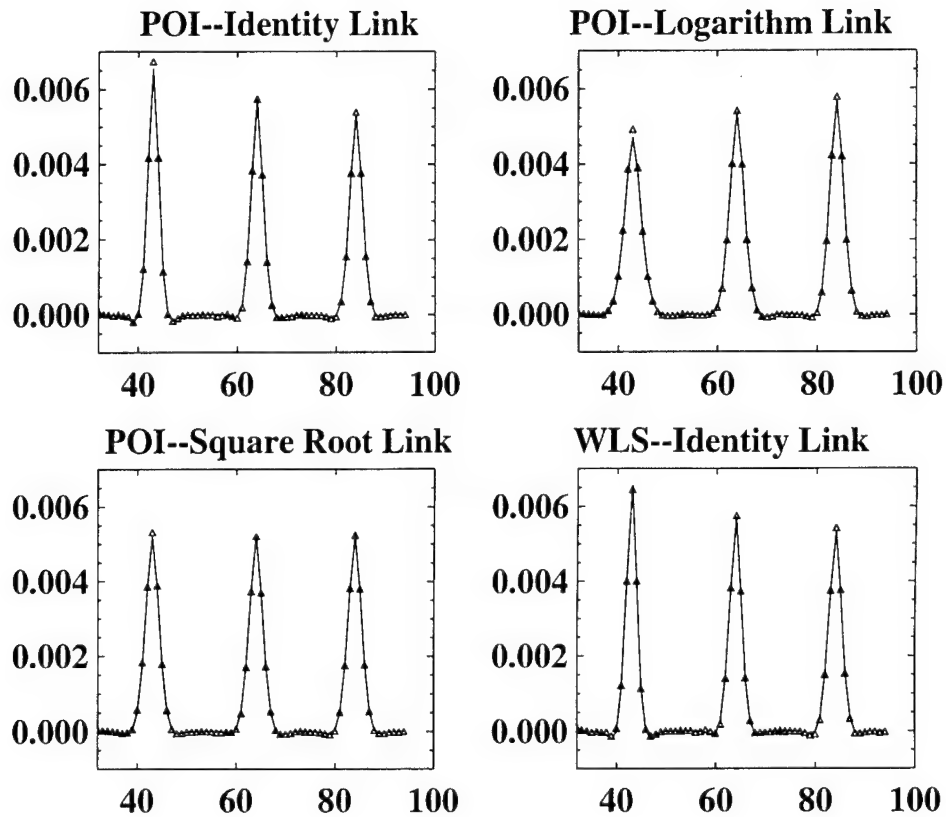 POI--Identity Link
0.006
0.004
0.002
0.000
40 60 80 100
POI--Logarithm Link
0.006
0.004
0.002
0.000
40 60 80 100
POI--Square Root Link
0.006
0.004
0.002
0.000
40 60 80 100
WLS--Identity Link
0.006
0.004
0.002
0.000
40 60 80 100